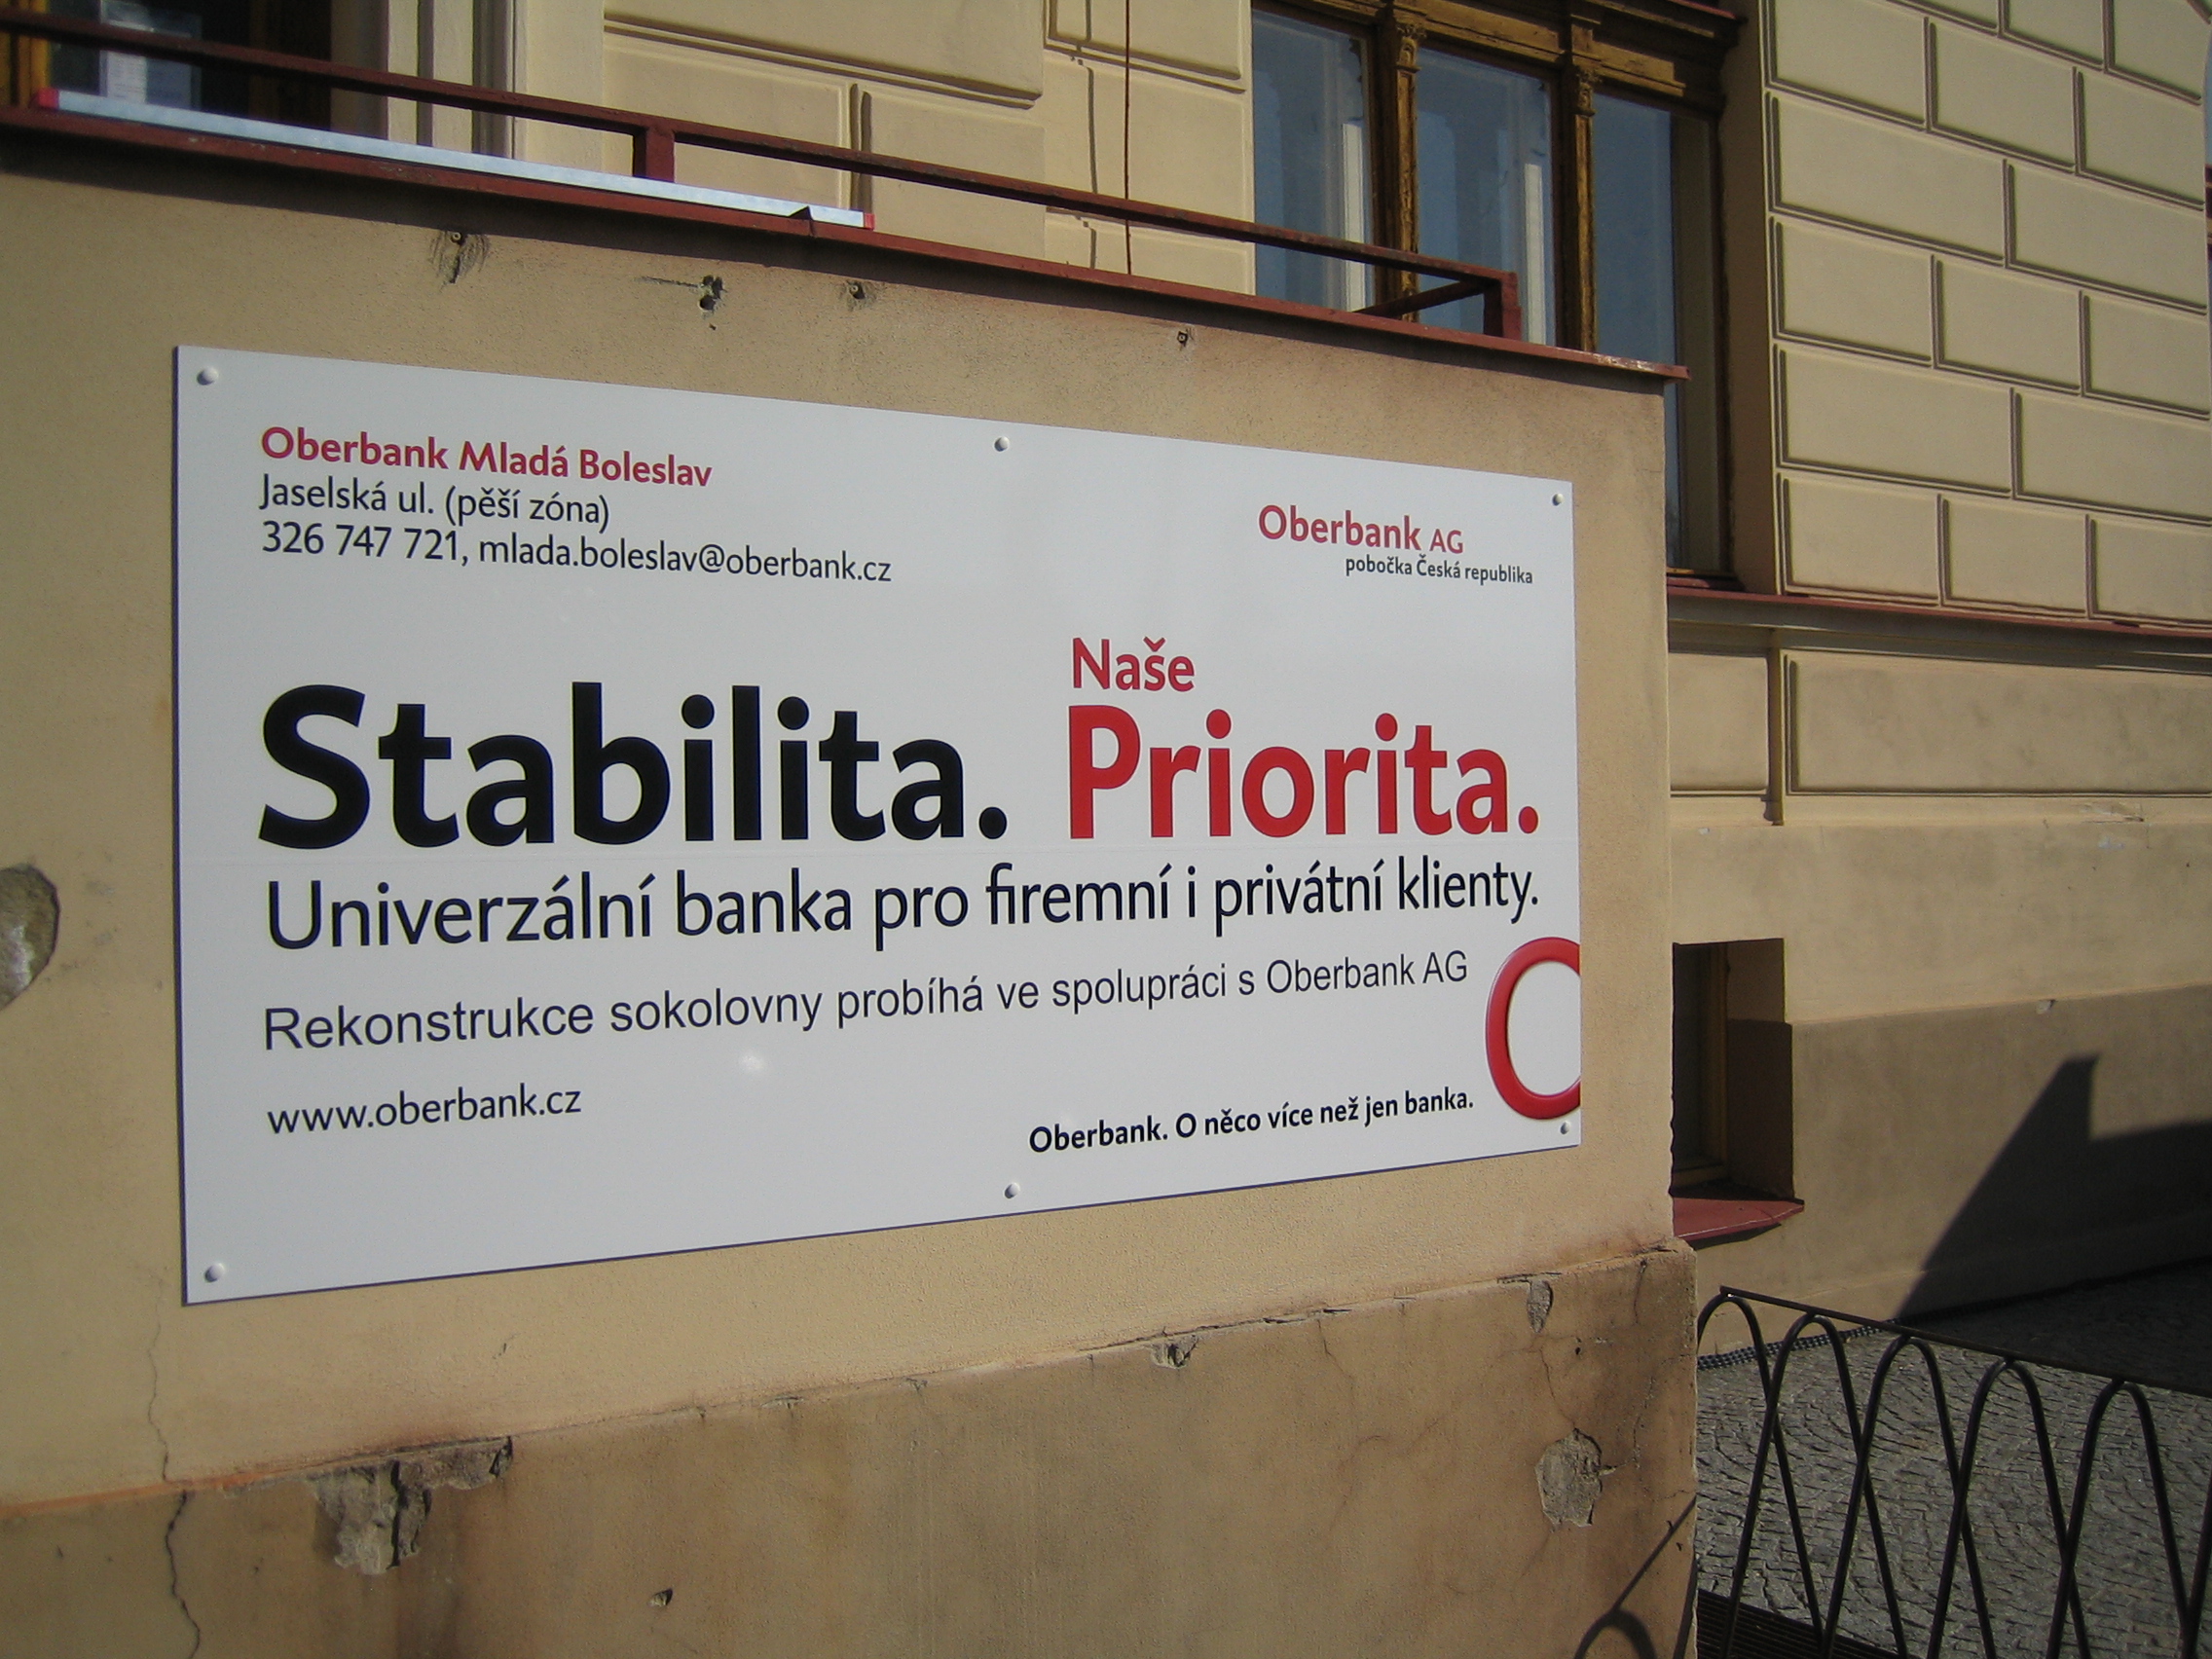 Oberbank Mladá Boleslav
Jaselská ul. (pěší zóna)
326 747 721, mlada.boleslav@oberbank.cz
Oberbank AG
pobočka Česká republika
Naše
Stabilita. Priorita.
Univerzální banka pro firemní i privátní klienty.
Rekonstrukce sokolovny probíhá ve spolupráci s Oberbank AG
www.oberbank.cz
Oberbank. O něco více než jen banka.